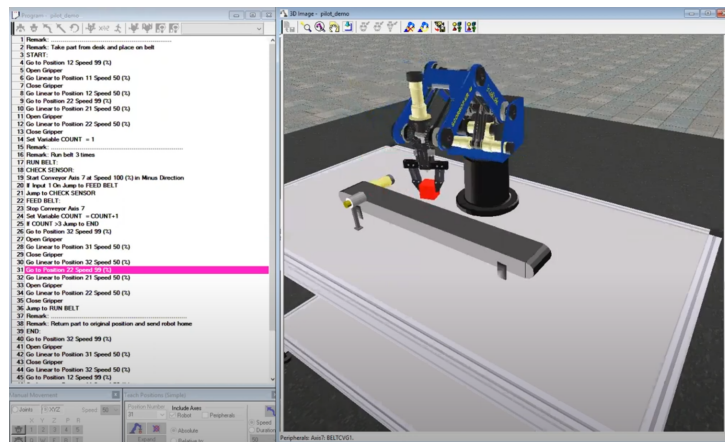 Program - pilot_demo
1 Remark: ..........................................................................
2 Remark: Take part from desk and place on belt
3 START:
4 Go to Position 12 Speed 99 (%)
5 Open Gripper
6 Go Linear to Position 11 Speed 50 (%)
7 Close Gripper
8 Go Linear to Position 12 Speed 50 (%)
9 Go to Position 22 Speed 99 (%)
10 Go Linear to Position 21 Speed 50 (%)
11 Open Gripper
12 Go Linear to Position 22 Speed 50 (%)
13 Close Gripper
14 Set Variable COUNT = 1
15 Remark: ..........................................................................
16 Remark: Run belt 3 times
17 RUN BELT:
18 CHECK SENSOR:
19 Start Conveyor Axis 7 at Speed 100 (%) in Minus Direction
20 If Input 1 On Jump to FEED BELT
21 Jump to CHECK SENSOR
22 FEED BELT:
23 Stop Conveyor Axis 7
24 Set Variable COUNT = COUNT+1
25 If COUNT >3 Jump to END
26 Go to Position 32 Speed 99 (%)
27 Open Gripper
28 Go Linear to Position 31 Speed 50 (%)
29 Close Gripper
30 Go Linear to Position 32 Speed 50 (%)
31 Go to Position 22 Speed 99 (%)
32 Go Linear to Position 21 Speed 50 (%)
33 Open Gripper
34 Go Linear to Position 22 Speed 50 (%)
35 Close Gripper
36 Jump to RUN BELT
37 Remark: ..........................................................................
38 Remark: Return part to original position and send robot home
39 END:
40 Go to Position 32 Speed 99 (%)
41 Open Gripper
42 Go Linear to Position 31 Speed 50 (%)
43 Close Gripper
44 Go Linear to Position 32 Speed 50 (%)
45 Go to Position 12 Speed 99 (%)
Manual Movement
Joints XYZ Speed 50
X Y Z P R
Teach Positions (Simple)
Position Number
31
Include Axes
Robot Peripherals
Absolute
Relative to
Expand
Speed
Duration
3D Image - pilot_demo
Peripherals: Axis7: BELTCVG1.